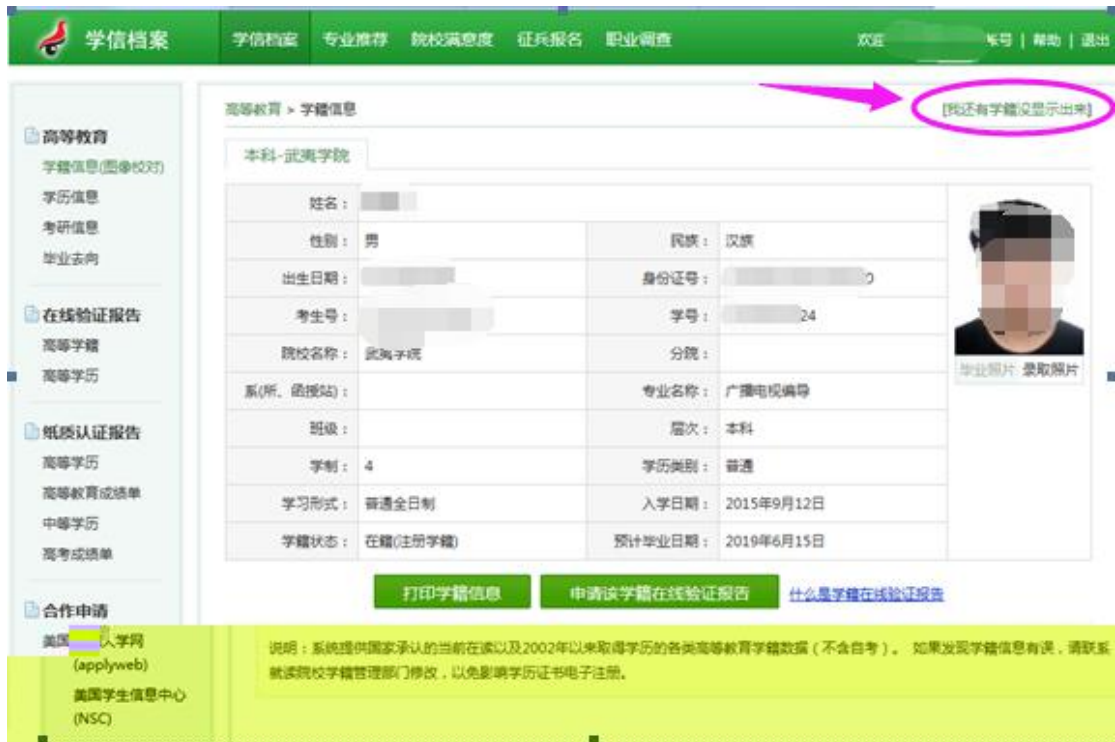 学信档案
学信档案 专业推荐 院校满意度 征兵报名 职业调查 欢迎 帐号 | 帮助 | 退出
高等教育 > 学籍信息 [我还有学籍没显示出来]
高等教育
学籍信息(图像校对)
学历信息
考研信息
毕业去向
在线验证报告
高等学籍
高等学历
纸质认证报告
高等学历
高等教育成绩单
中等学历
高考成绩单
合作申请
美国 人学网
(applyweb)
美国学生信息中心
(NSC)
本科-武夷学院
姓名：
性别： 男 民族： 汉族
出生日期： 身份证号：
考生号： 学号： 24
院校名称： 武夷学院 分院：
系(所、函授站)： 专业名称： 广播电视编导
班级： 层次： 本科
学制： 4 学历类别： 普通
学习形式： 普通全日制 入学日期： 2015年9月12日
学籍状态： 在籍(注册学籍) 预计毕业日期： 2019年6月15日
毕业照片 录取照片
打印学籍信息 申请该学籍在线验证报告 什么是学籍在线验证报告
说明：系统提供国家承认的当前在读以及2002年以来取得学历的各类高等教育学籍数据（不含自考）。 如果发现学籍信息有误，请联系
就读院校学籍管理部门修改，以免影响学历证书电子注册。